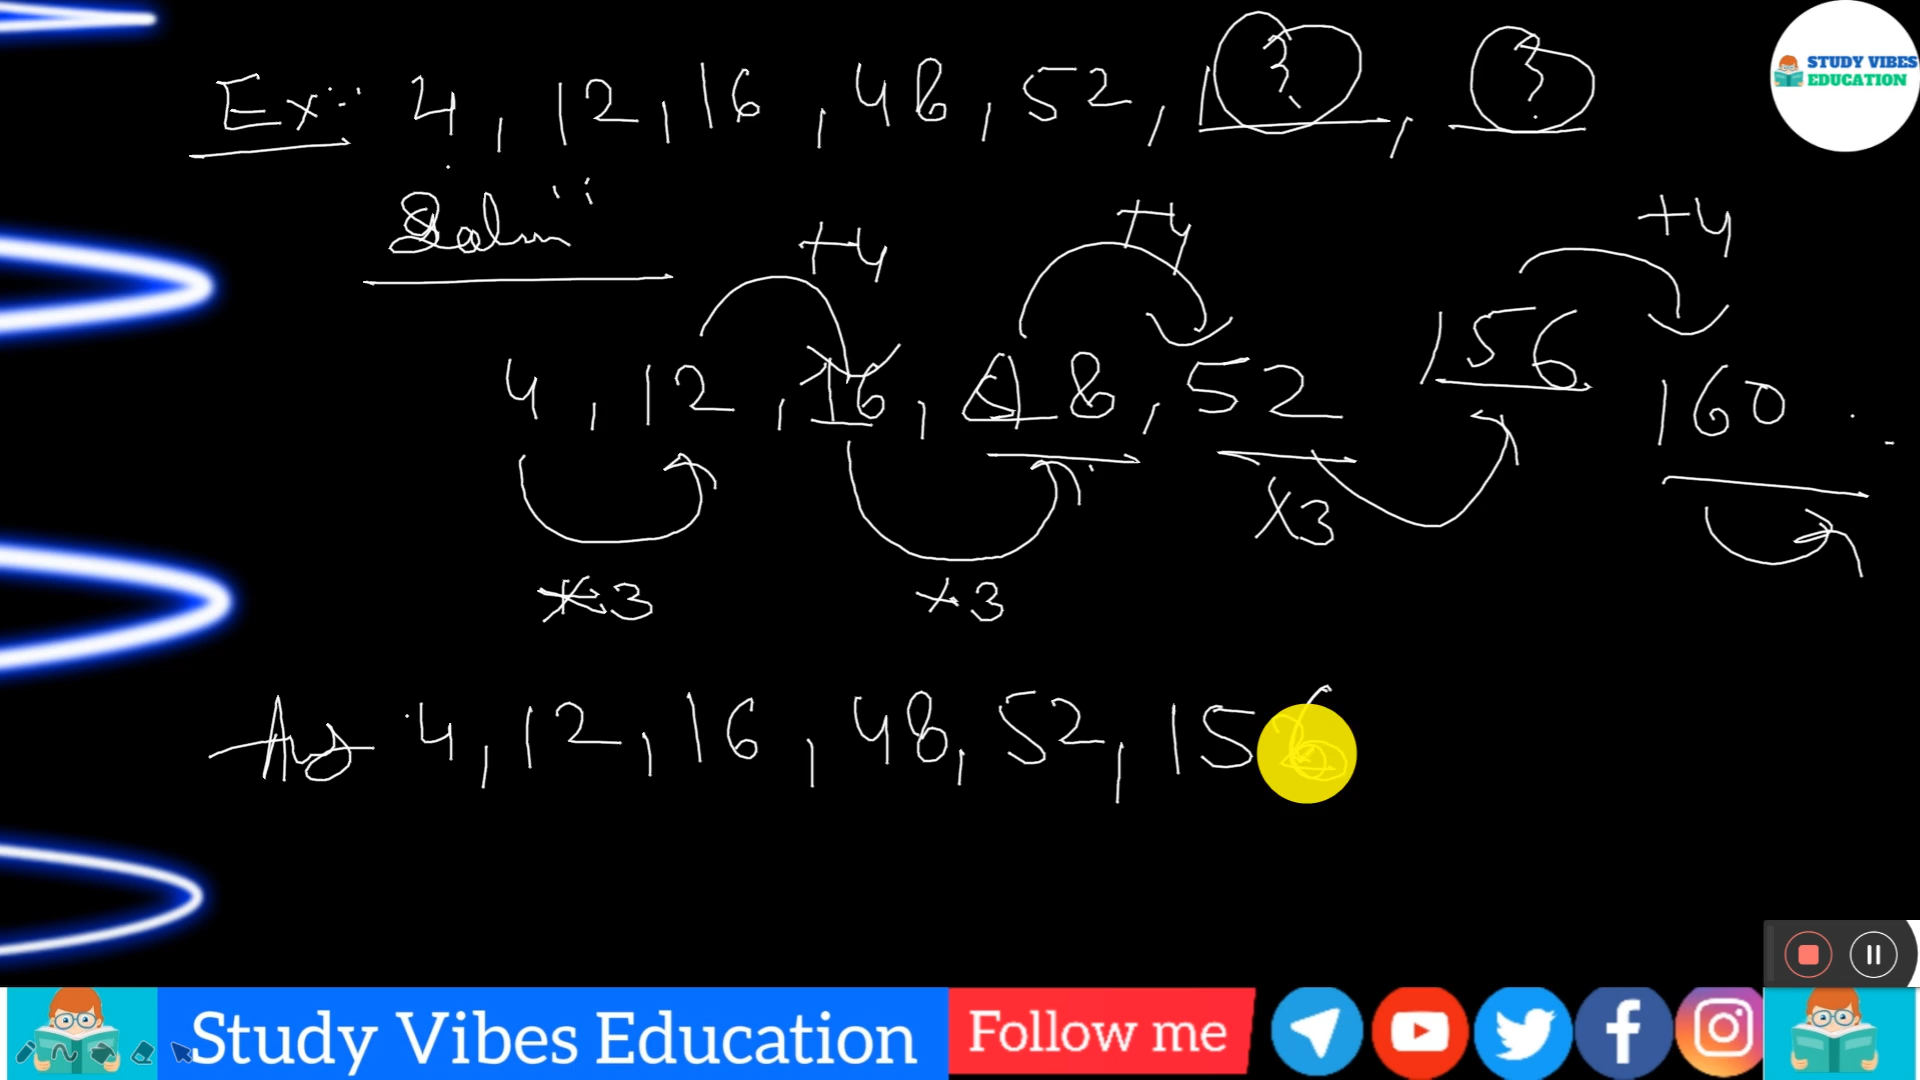 Ex:- 4, 12, 16, 48, 52, ?, ?
STUDY VIBES
EDUCATION
Soln :
+4 +4 +4
4, 12, 16, 48, 52 156 160
×3 ×3 ×3
Ans 4, 12, 16, 48, 52, 156
Study Vibes Education Follow me